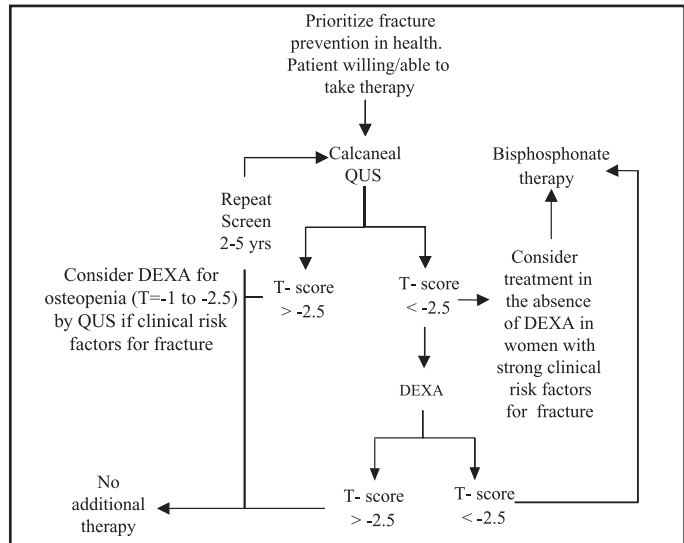 Prioritize fracture
prevention in health.
Patient willing/able to
take therapy
Calcaneal
QUS
Bisphosphonate
therapy
Repeat
Screen
2-5 yrs
Consider DEXA for
osteopenia (T=-1 to -2.5)
by QUS if clinical risk
factors for fracture
T- score
> -2.5
T- score
< -2.5
Consider
treatment in
the absence
of DEXA in
women with
strong clinical
risk factors
for fracture
DEXA
No
additional
therapy
T- score
> -2.5
T- score
< -2.5